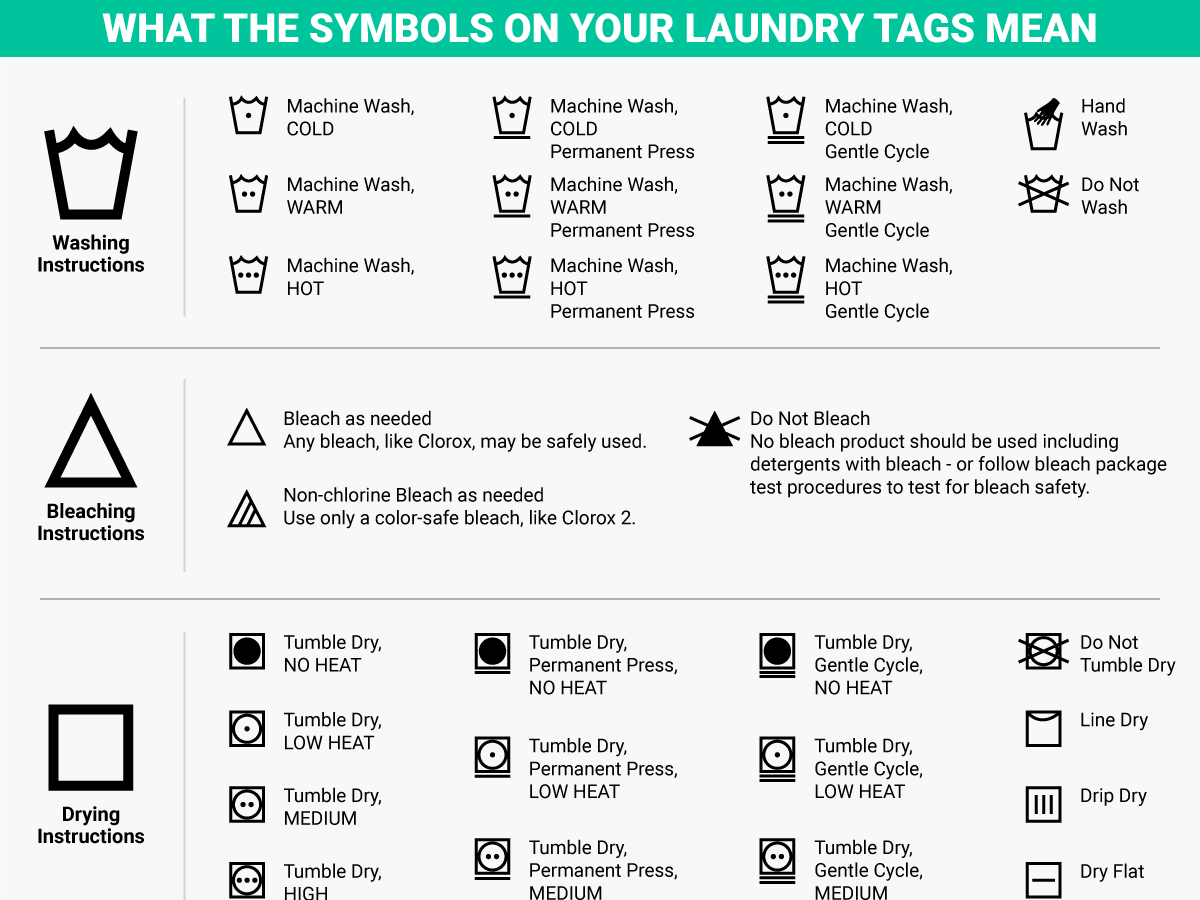 WHAT THE SYMBOLS ON YOUR LAUNDRY TAGS MEAN
Washing
Instructions
Machine Wash,
COLD
Machine Wash,
WARM
Machine Wash,
HOT
Machine Wash,
COLD
Permanent Press
Machine Wash,
WARM
Permanent Press
Machine Wash,
HOT
Permanent Press
Machine Wash,
COLD
Gentle Cycle
Machine Wash,
WARM
Gentle Cycle
Machine Wash,
HOT
Gentle Cycle
Hand
Wash
Do Not
Wash
Bleaching
Instructions
Bleach as needed
Any bleach, like Clorox, may be safely used.
Non-chlorine Bleach as needed
Use only a color-safe bleach, like Clorox 2.
Do Not Bleach
No bleach product should be used including
detergents with bleach - or follow bleach package
test procedures to test for bleach safety.
Drying
Instructions
Tumble Dry,
NO HEAT
Tumble Dry,
LOW HEAT
Tumble Dry,
MEDIUM
Tumble Dry,
HIGH
Tumble Dry,
Permanent Press,
NO HEAT
Tumble Dry,
Permanent Press,
LOW HEAT
Tumble Dry,
Permanent Press,
MEDIUM
Tumble Dry,
Gentle Cycle,
NO HEAT
Tumble Dry,
Gentle Cycle,
LOW HEAT
Tumble Dry,
Gentle Cycle,
MEDIUM
Do Not
Tumble Dry
Line Dry
Drip Dry
Dry Flat